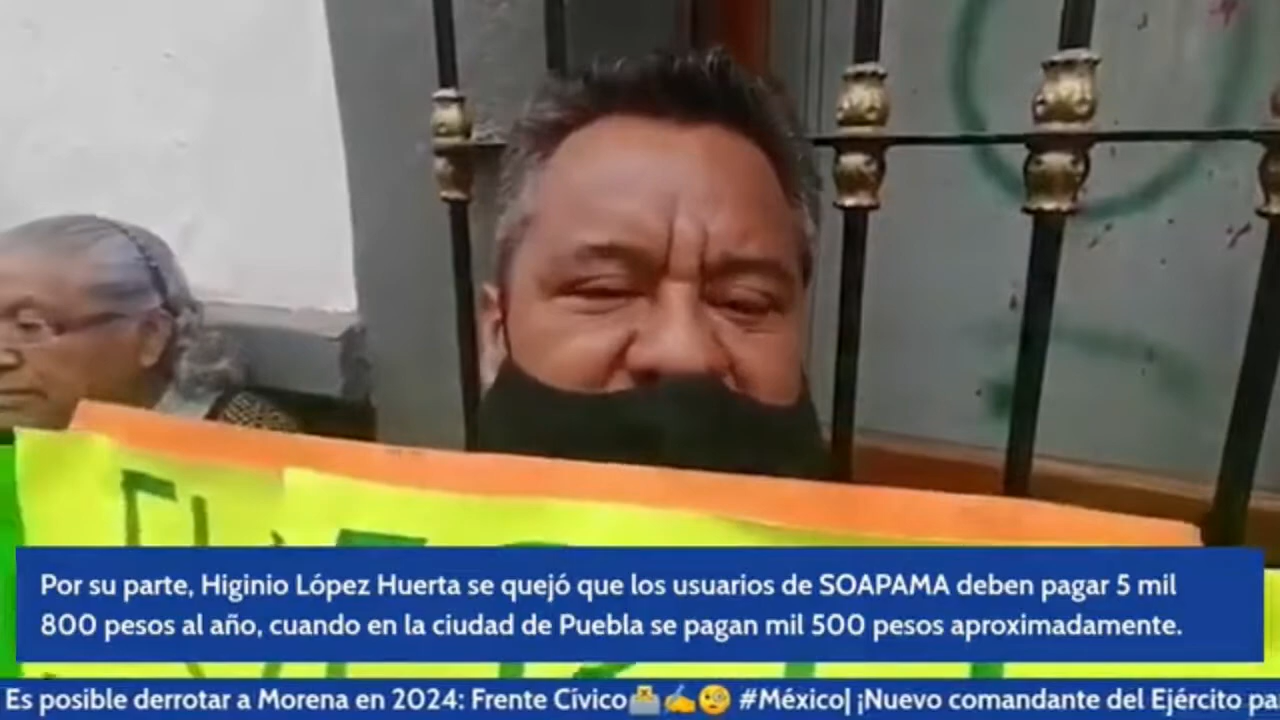 Por su parte, Higinio López Huerta se quejó que los usuarios de SOAPAMA deben pagar 5 mil
800 pesos al año, cuando en la ciudad de Puebla se pagan mil 500 pesos aproximadamente.
Es posible derrotar a Morena en 2024: Frente Cívico📇✍️🧐 #México| ¡Nuevo comandante del Ejército pa